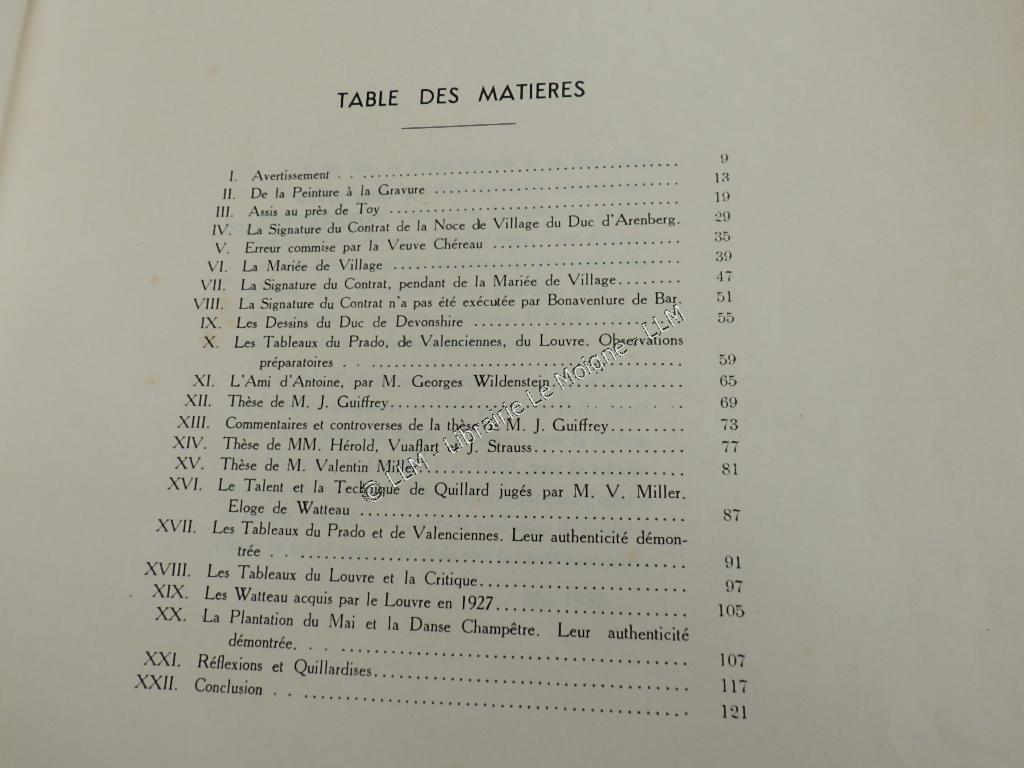 TABLE DES MATIERES
I. Avertissement . . . . . . . . . . 9
II. De la Peinture à la Gravure . . . . . . . . . . 13
III. Assis au près de Toy . . . . . . . . . . 19
IV. La Signature du Contrat de la Noce de Village du Duc d'Arenberg. 29
V. Erreur commise par la Veuve Chéreau . . . . . . . . . . 35
VI. La Mariée de Village . . . . . . . . . . 39
VII. La Signature du Contrat, pendant de la Mariée de Village . . . . . . . . 47
VIII. La Signature du Contrat n'a pas été exécutée par Bonaventure de Bar. 51
IX. Les Dessins du Duc de Devonshire . . . . . . . . . . 55
X. Les Tableaux du Prado, de Valenciennes, du Louvre. Observations
préparatoires . . . . . . . . . . 59
XI. L'Ami d'Antoine, par M. Georges Wildenstein . . . . . . . . . . 65
XII. Thèse de M. J. Guiffrey . . . . . . . . . . 69
XIII. Commentaires et controverses de la thèse de M. J. Guiffrey . . . . . . . . 73
XIV. Thèse de MM. Hérold, Vuaflart et J. Strauss . . . . . . . . . . 77
XV. Thèse de M. Valentin Miller . . . . . . . . . . 81
XVI. Le Talent et la Technique de Quillard jugés par M. V. Miller.
Eloge de Watteau . . . . . . . . . . 87
XVII. Les Tableaux du Prado et de Valenciennes. Leur authenticité démon-
trée . . . . . . . . . . 91
XVIII. Les Tableaux du Louvre et la Critique . . . . . . . . . . 97
XIX. Les Watteau acquis par le Louvre en 1927 . . . . . . . . . . 105
XX. La Plantation du Mai et la Danse Champêtre. Leur authenticité
démontrée. . . . . . . . . . . 107
XXI. Réflexions et Quillardises . . . . . . . . . . 117
XXII. Conclusion . . . . . . . . . . 121
© LLM - Librairie Le Moigne - LLM